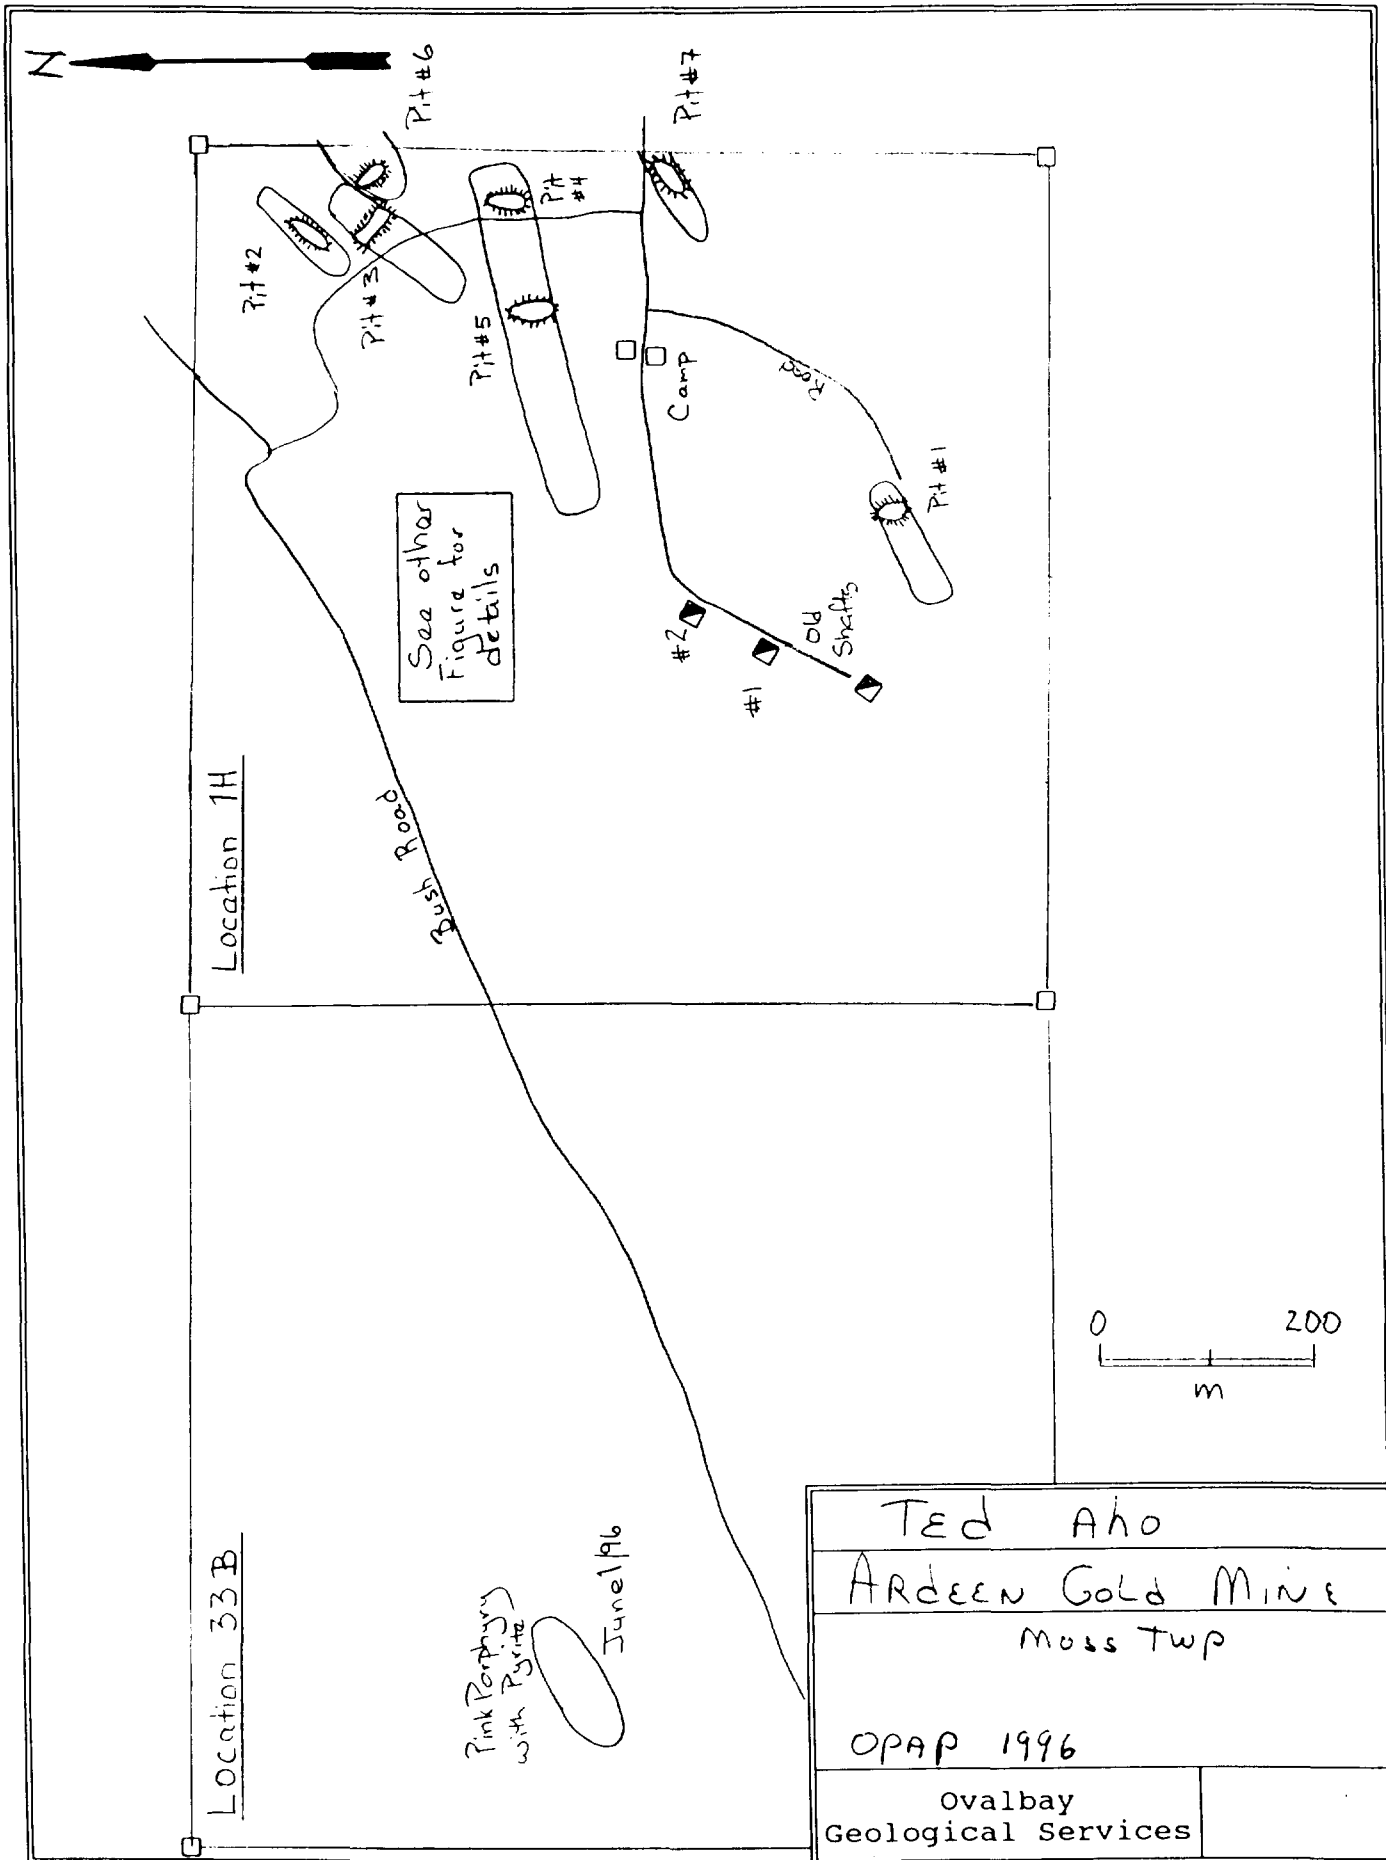 N
Pit #6
Pit #7
Pit #2
Pit #3
Pit #4
Pit #5
Camp
Road
Pit #1
See other
Figure for
details
#2
#1
Old
Shafts
Location 1H
Bush Road
Location 33B
Pink Porphyry
with Pyrite
June/96
0 200
m
Ted Aho
Ardeen Gold Mine
Moss Twp
OPAP 1996
Ovalbay
Geological Services